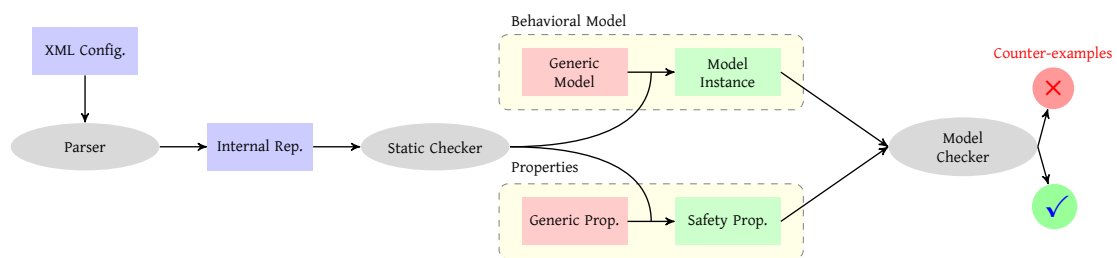 XML Config.
Parser
Internal Rep.
Static Checker
Behavioral Model
Generic
Model
Model
Instance
Properties
Generic Prop.
Safety Prop.
Model
Checker
Counter-examples